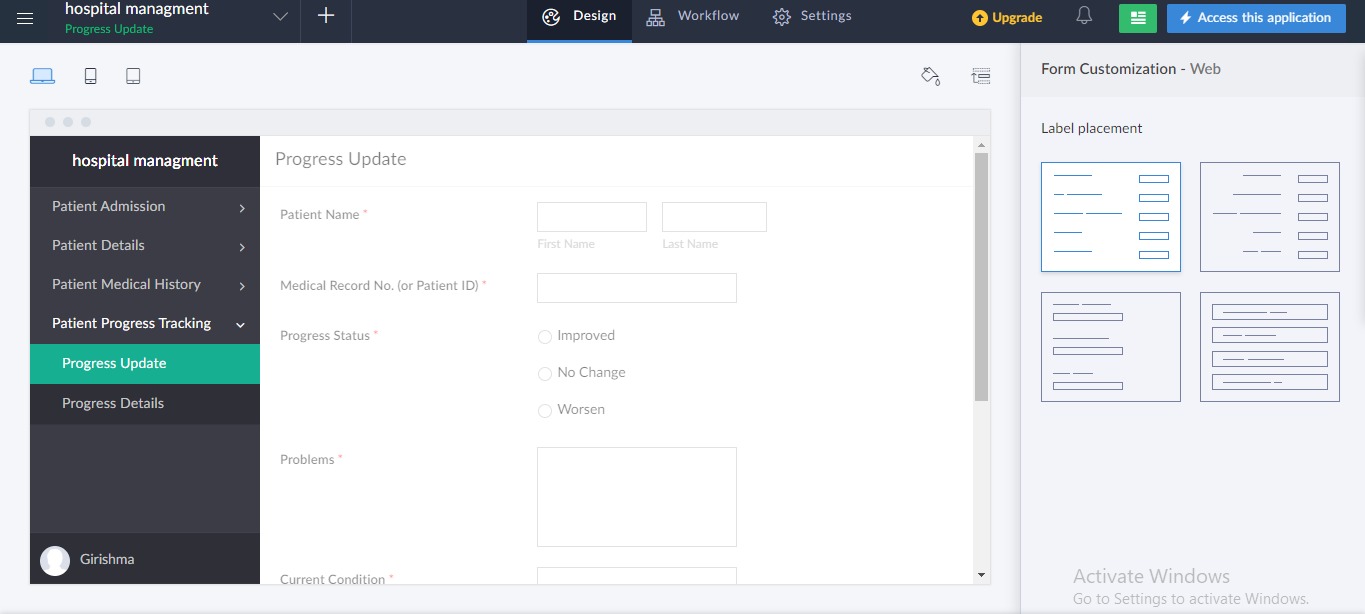 hospital managment
Progress Update
Design
Workflow
Settings
Upgrade
Access this application
Form Customization - Web
Label placement
hospital managment
Patient Admission
Patient Details
Patient Medical History
Patient Progress Tracking
Progress Update
Progress Details
Girishma
Progress Update
Patient Name *
First Name
Last Name
Medical Record No. (or Patient ID) *
Progress Status *
Improved
No Change
Worsen
Problems *
Current Condition *
Activate Windows
Go to Settings to activate Windows.